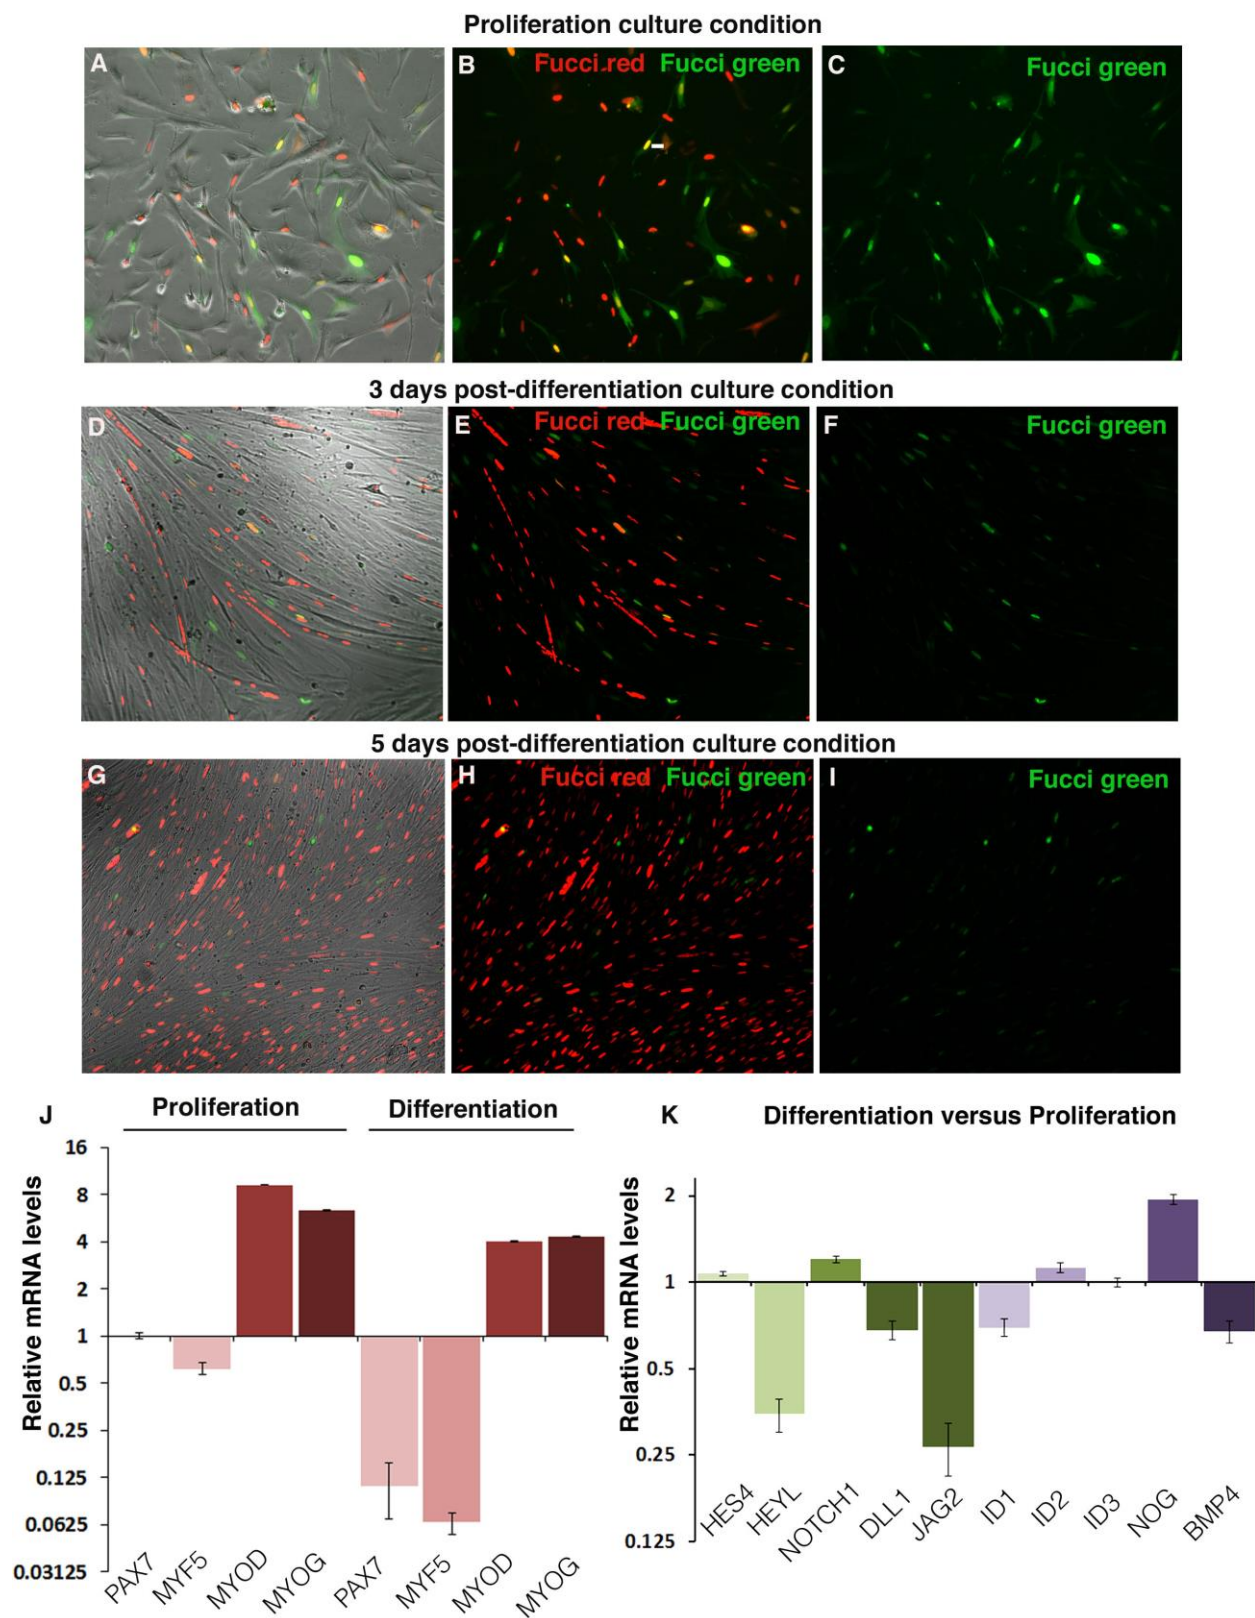 Proliferation culture condition
A
B Fucci red Fucci green
C Fucci green
3 days post-differentiation culture condition
D
E Fucci red Fucci green
F Fucci green
5 days post-differentiation culture condition
G
H Fucci red Fucci green
I Fucci green
J Proliferation Differentiation
Relative mRNA levels
16
8
4
2
1
0.5
0.25
0.125
0.0625
0.03125
PAX7 MYF5 MYOD MYOG PAX7 MYF5 MYOD MYOG
K Differentiation versus Proliferation
Relative mRNA levels
2
1
0.5
0.25
0.125
HES4 HEYL NOTCH1 DLL1 JAG2 ID1 ID2 ID3 NOG BMP4